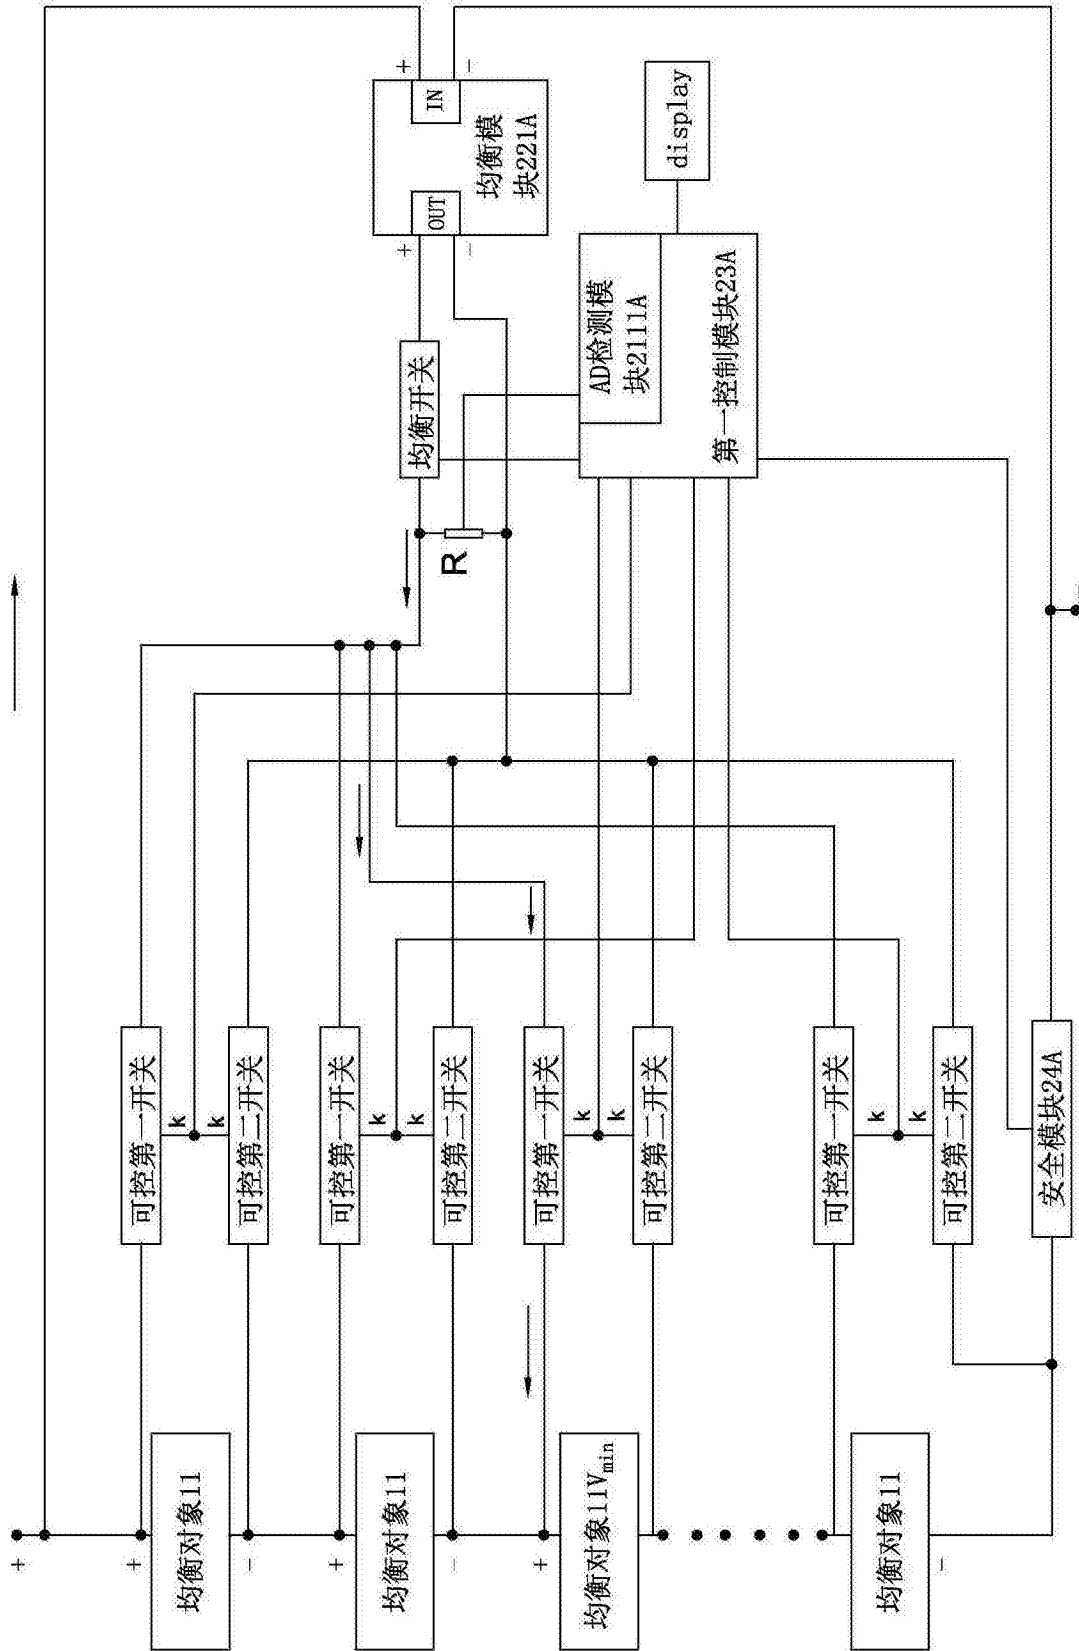 +
+
均衡对象11
-
+
均衡对象11
-
+
均衡对象11Vmin
均衡对象11
-
可控第一开关
k
k
可控第二开关
可控第一开关
k
k
可控第二开关
可控第一开关
k
k
可控第二开关
可控第一开关
k
k
可控第二开关
安全模块24A
R
均衡开关
+
-
OUT
IN
均衡模
块221A
+
-
AD检测模
块2111A
第一控制模块23A
display
-